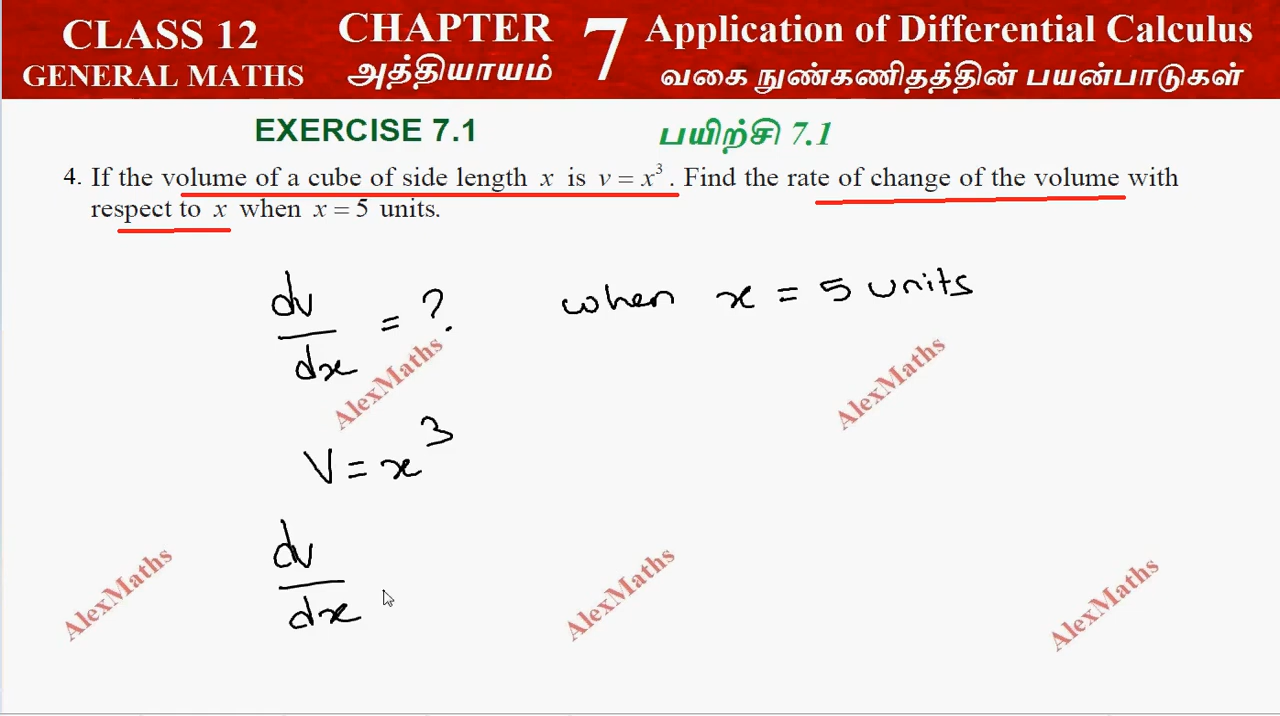 CLASS 12
GENERAL MATHS
CHAPTER
அத்தியாயம்
7
Application of Differential Calculus
வகை நுண்கணிதத்தின் பயன்பாடுகள்
EXERCISE 7.1
பயிற்சி 7.1
4. If the volume of a cube of side length x is v = x³. Find the rate of change of the volume with
respect to x when x = 5 units.
dv/dx = ? when x = 5 units
AlexMaths
AlexMaths
V = x³
dv/dx
AlexMaths
AlexMaths
AlexMaths